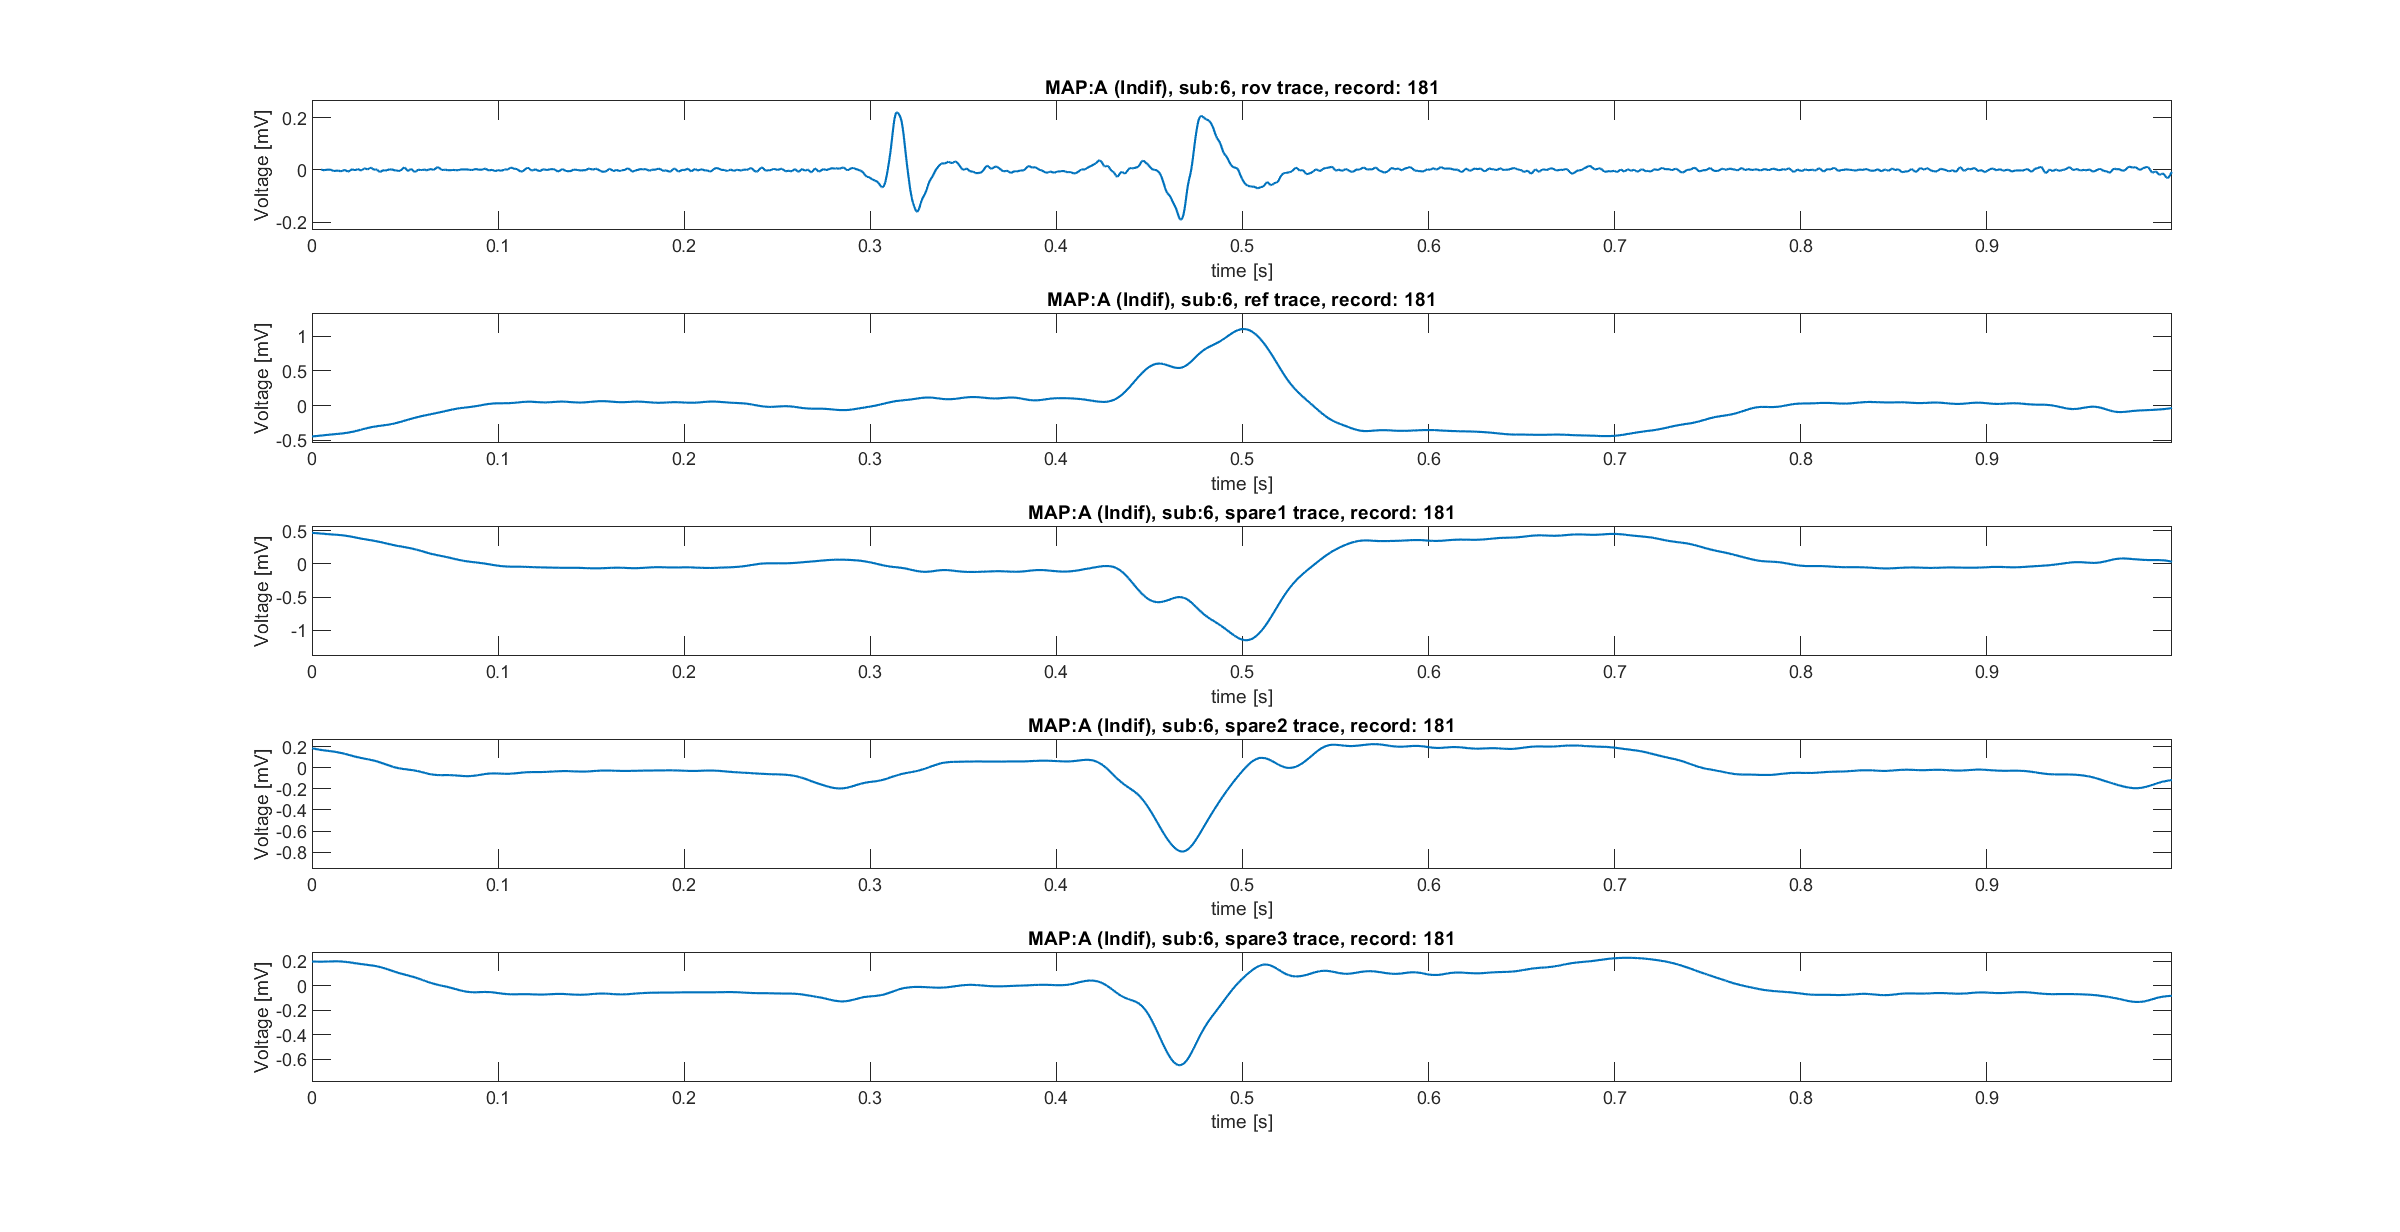 MAP:A (Indif), sub:6, rov trace, record: 181
Voltage [mV]
0.2
0
-0.2
0 0.1 0.2 0.3 0.4 0.5 0.6 0.7 0.8 0.9
time [s]
MAP:A (Indif), sub:6, ref trace, record: 181
Voltage [mV]
1
0.5
0
-0.5
0 0.1 0.2 0.3 0.4 0.5 0.6 0.7 0.8 0.9
time [s]
MAP:A (Indif), sub:6, spare1 trace, record: 181
Voltage [mV]
0.5
0
-0.5
-1
0 0.1 0.2 0.3 0.4 0.5 0.6 0.7 0.8 0.9
time [s]
MAP:A (Indif), sub:6, spare2 trace, record: 181
Voltage [mV]
0.2
0
-0.2
-0.4
-0.6
-0.8
0 0.1 0.2 0.3 0.4 0.5 0.6 0.7 0.8 0.9
time [s]
MAP:A (Indif), sub:6, spare3 trace, record: 181
Voltage [mV]
0.2
0
-0.2
-0.4
-0.6
0 0.1 0.2 0.3 0.4 0.5 0.6 0.7 0.8 0.9
time [s]